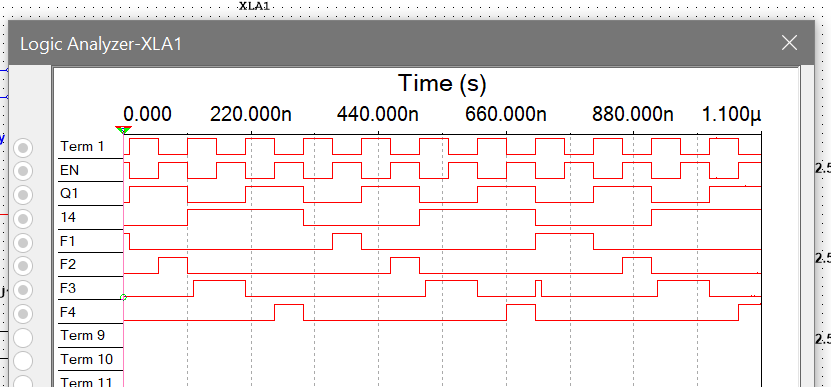 XLA1
Logic Analyzer-XLA1
Time (s)
0.000 220.000n 440.000n 660.000n 880.000n 1.100µ
Term 1
EN
Q1
14
F1
F2
F3
F4
Term 9
Term 10
Term 11
y
2.5
2.5
2.5